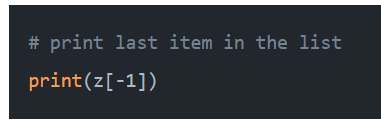 # print last item in the list
print(z[-1])